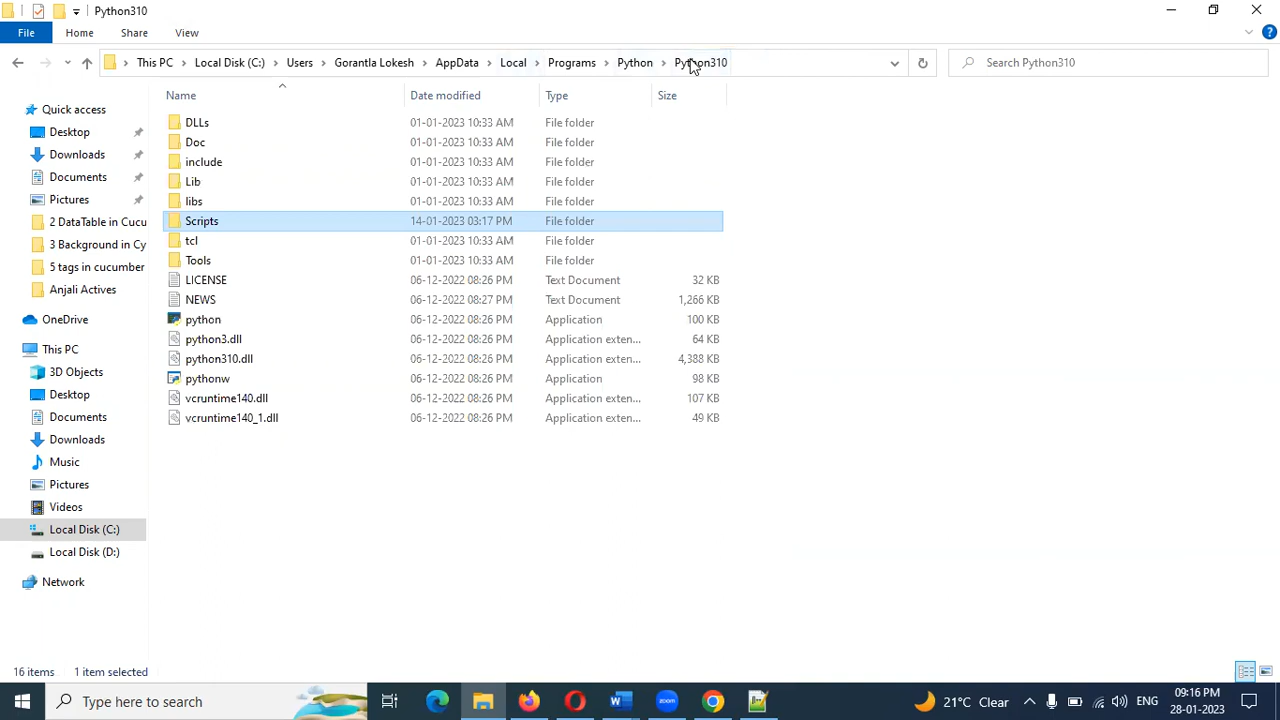 Python310
File Home Share View
This PC Local Disk (C:) Users Gorantla Lokesh AppData Local Programs Python Python310
Search Python310
Name Date modified Type Size
Quick access
Desktop
Downloads
Documents
Pictures
2 DataTable in Cucu
3 Background in Cy
5 tags in cucumber
Anjali Actives
OneDrive
This PC
3D Objects
Desktop
Documents
Downloads
Music
Pictures
Videos
Local Disk (C:)
Local Disk (D:)
Network
DLLs 01-01-2023 10:33 AM File folder
Doc 01-01-2023 10:33 AM File folder
include 01-01-2023 10:33 AM File folder
Lib 01-01-2023 10:33 AM File folder
libs 01-01-2023 10:33 AM File folder
Scripts 14-01-2023 03:17 PM File folder
tcl 01-01-2023 10:33 AM File folder
Tools 01-01-2023 10:33 AM File folder
LICENSE 06-12-2022 08:26 PM Text Document 32 KB
NEWS 06-12-2022 08:27 PM Text Document 1,266 KB
python 06-12-2022 08:26 PM Application 100 KB
python3.dll 06-12-2022 08:26 PM Application exten... 64 KB
python310.dll 06-12-2022 08:26 PM Application exten... 4,388 KB
pythonw 06-12-2022 08:26 PM Application 98 KB
vcruntime140.dll 06-12-2022 08:26 PM Application exten... 107 KB
vcruntime140_1.dll 06-12-2022 08:26 PM Application exten... 49 KB
16 items 1 item selected
Type here to search
zoom
21°C Clear
ENG
09:16 PM
28-01-2023